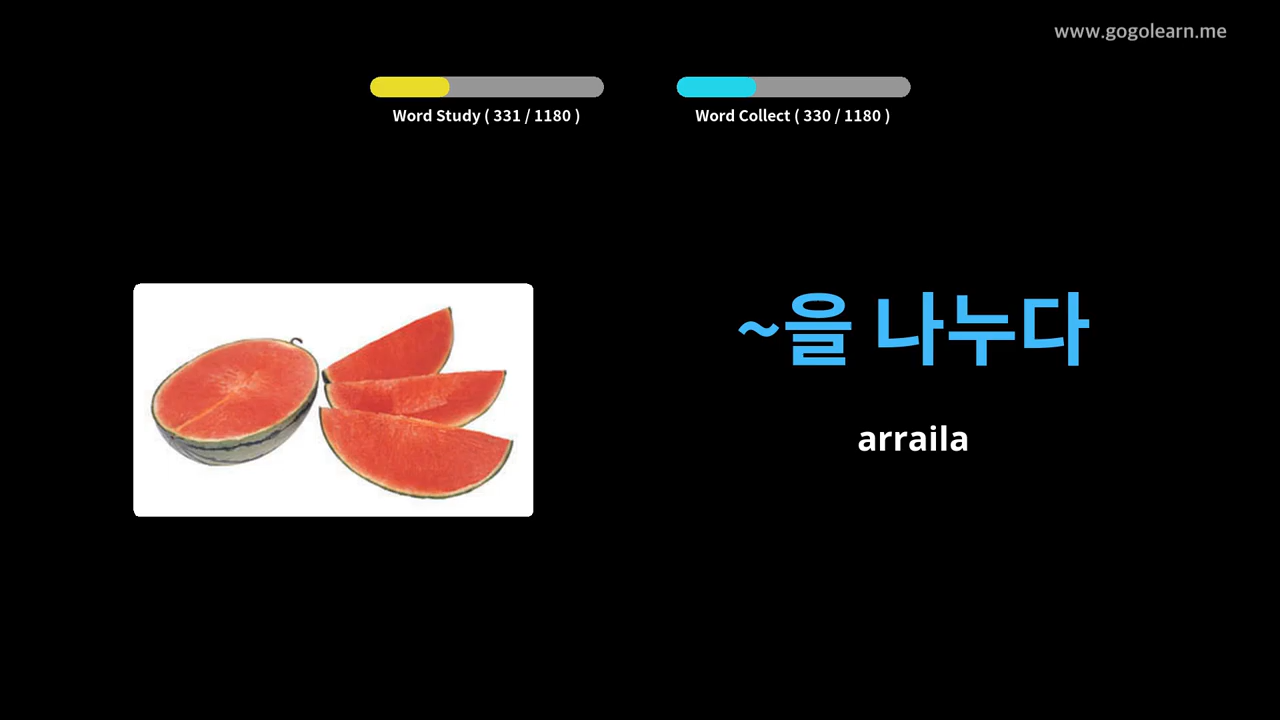 www.gogolearn.me
Word Study ( 331 / 1180 )
Word Collect ( 330 / 1180 )
~을 나누다
arraila